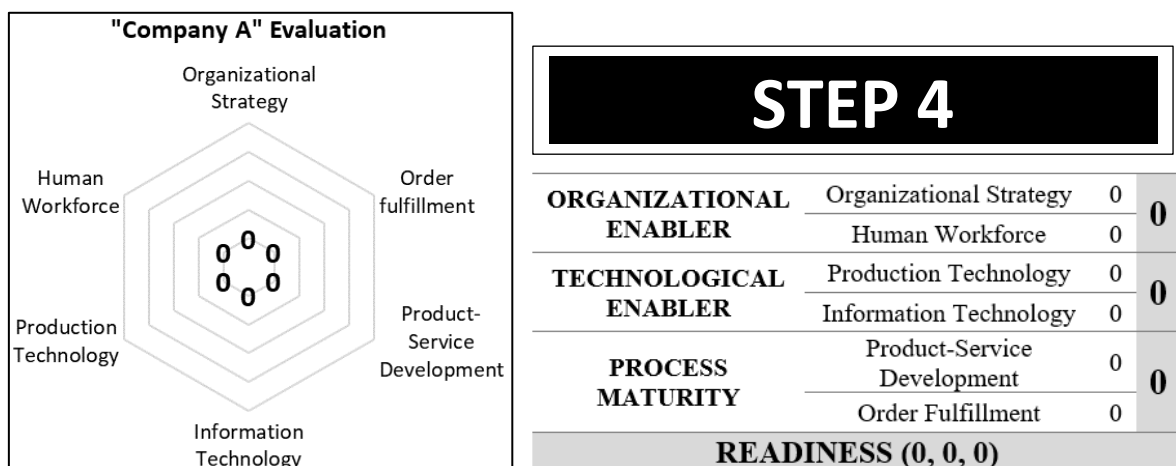 "Company A" Evaluation
Organizational
Strategy
Human
Workforce
Order
fulfillment
0
0 0
0 0
0
Production
Technology
Product-
Service
Development
Information
Technology
STEP 4
ORGANIZATIONAL
ENABLER
Organizational Strategy 0
Human Workforce 0
0
TECHNOLOGICAL
ENABLER
Production Technology 0
Information Technology 0
0
PROCESS
MATURITY
Product-Service
Development
0
Order Fulfillment 0
0
READINESS (0, 0, 0)